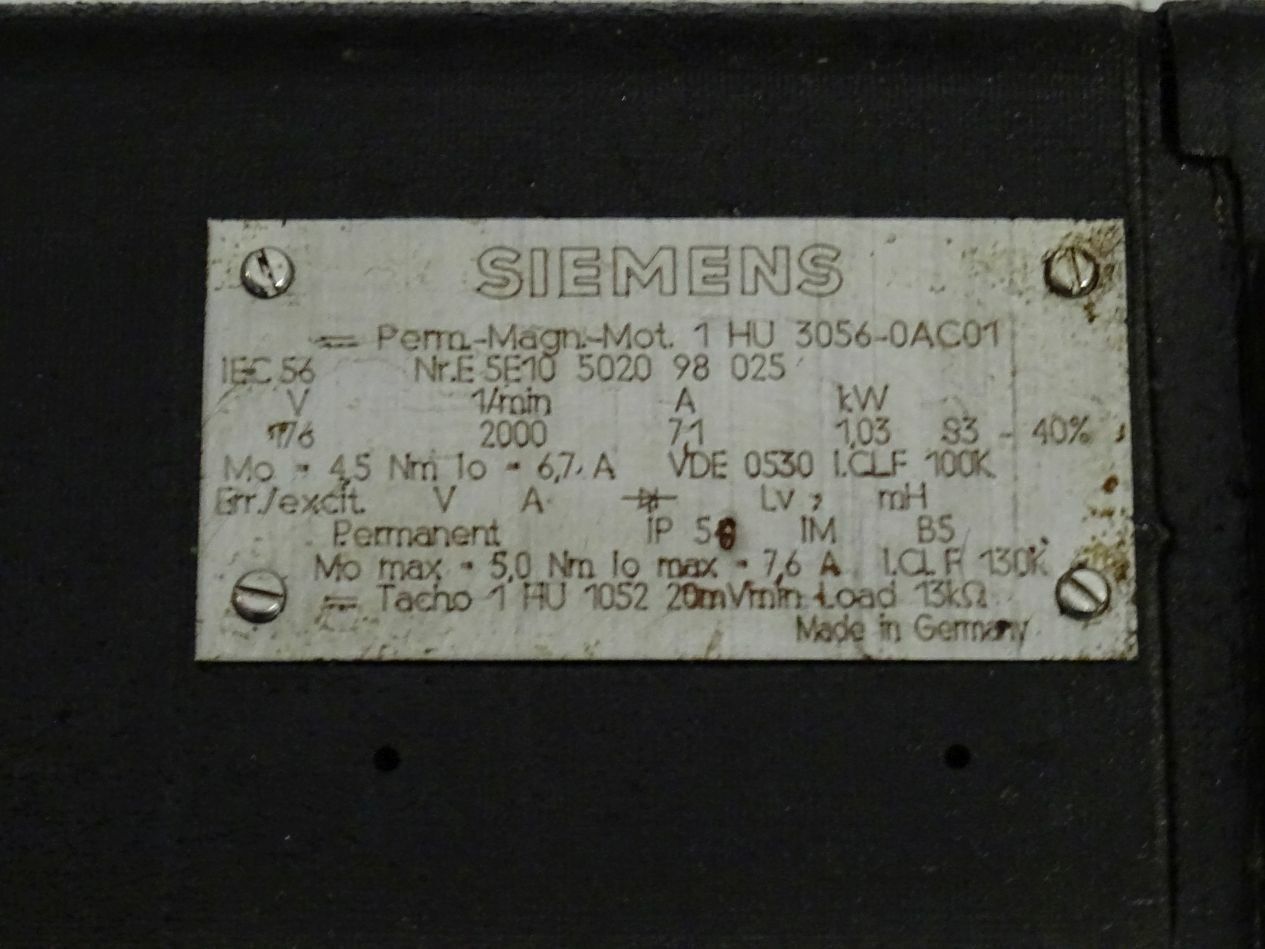 SIEMENS
⎓ Perm.-Magn.-Mot. 1 HU 3056-0AC01
IEC 56 Nr.E 5E10 5020 98 025
V 1/min A kW
176 2000 7,1 1,03 S3 - 40%
Mo = 4,5 Nm Io = 6,7 A VDE 0530 I.CL.F 100K
Err./excit. V A Lv, mH
Permanent IP IM B5
Mo max = 5,0 Nm Io max = 7,6 A I.CL.F 130K
⎓ Tacho 1 HU 1052 20mVmin Load 13kΩ
Made in Germany